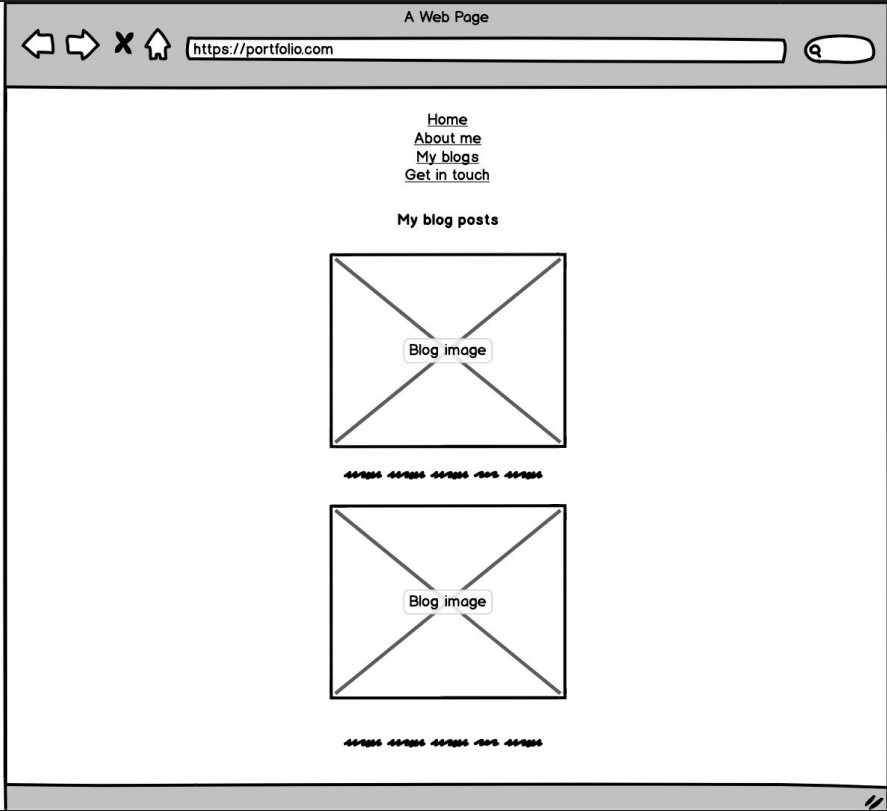 A Web Page
https://portfolio.com
Home
About me
My blogs
Get in touch
My blog posts
Blog image
Blog image